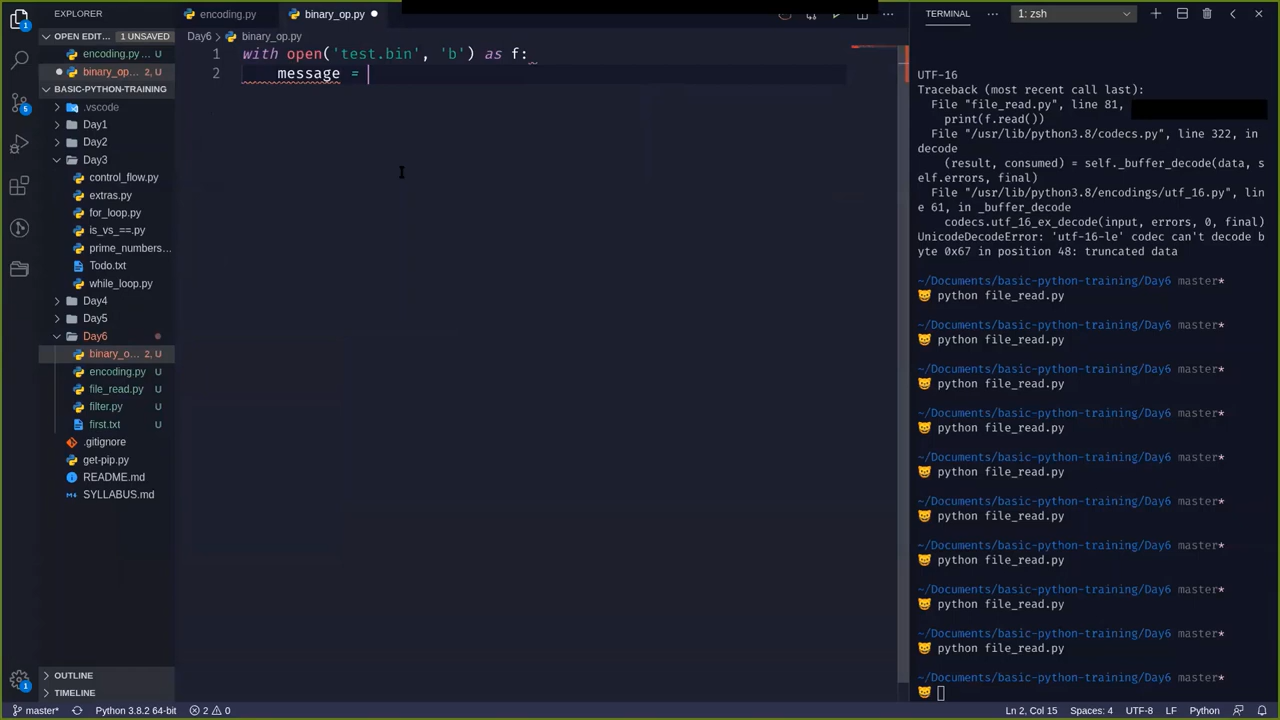 EXPLORER
OPEN EDIT... 1 UNSAVED
encoding.py...
binary_op... 2, U
BASIC-PYTHON-TRAINING
.vscode
Day1
Day2
Day3
control_flow.py
extras.py
for_loop.py
is_vs_==.py
prime_numbers...
Todo.txt
while_loop.py
Day4
Day5
Day6
binary_o... 2, U
encoding.py U
file_read.py U
filter.py U
first.txt U
.gitignore
get-pip.py
README.md
SYLLABUS.md
OUTLINE
TIMELINE
1
5
1
encoding.py
binary_op.py
Day6 > binary_op.py
1 with open('test.bin', 'b') as f:
2 message =
TERMINAL ... 1: zsh
UTF-16
Traceback (most recent call last):
File "file_read.py", line 81,
print(f.read())
File "/usr/lib/python3.8/codecs.py", line 322, in
decode
(result, consumed) = self._buffer_decode(data, s
elf.errors, final)
File "/usr/lib/python3.8/encodings/utf_16.py", lin
e 61, in _buffer_decode
codecs.utf_16_ex_decode(input, errors, 0, final)
UnicodeDecodeError: 'utf-16-le' codec can't decode b
yte 0x67 in position 48: truncated data
~/Documents/basic-python-training/Day6 master*
python file_read.py
~/Documents/basic-python-training/Day6 master*
python file_read.py
~/Documents/basic-python-training/Day6 master*
python file_read.py
~/Documents/basic-python-training/Day6 master*
python file_read.py
~/Documents/basic-python-training/Day6 master*
python file_read.py
~/Documents/basic-python-training/Day6 master*
python file_read.py
~/Documents/basic-python-training/Day6 master*
python file_read.py
~/Documents/basic-python-training/Day6 master*
python file_read.py
~/Documents/basic-python-training/Day6 master*
python file_read.py
~/Documents/basic-python-training/Day6 master*
master* Python 3.8.2 64-bit 2 0 Ln 2, Col 15 Spaces: 4 UTF-8 LF Python